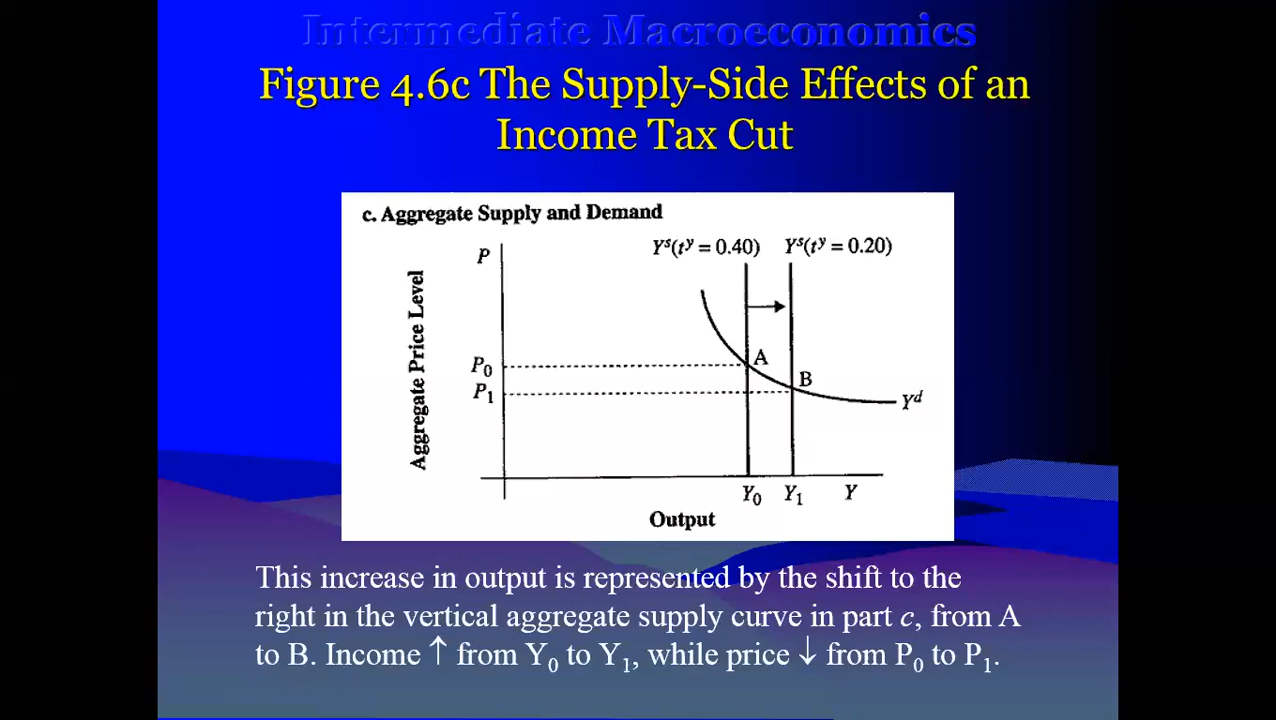 Intermediate Macroeconomics
Figure 4.6c The Supply-Side Effects of an
Income Tax Cut
c. Aggregate Supply and Demand
P
Yˢ(tʸ = 0.40) Yˢ(tʸ = 0.20)
Aggregate Price Level
A
P₀
B
P₁
Yᵈ
Y₀ Y₁ Y
Output
This increase in output is represented by the shift to the
right in the vertical aggregate supply curve in part c, from A
to B. Income ↑ from Y₀ to Y₁, while price ↓ from P₀ to P₁.